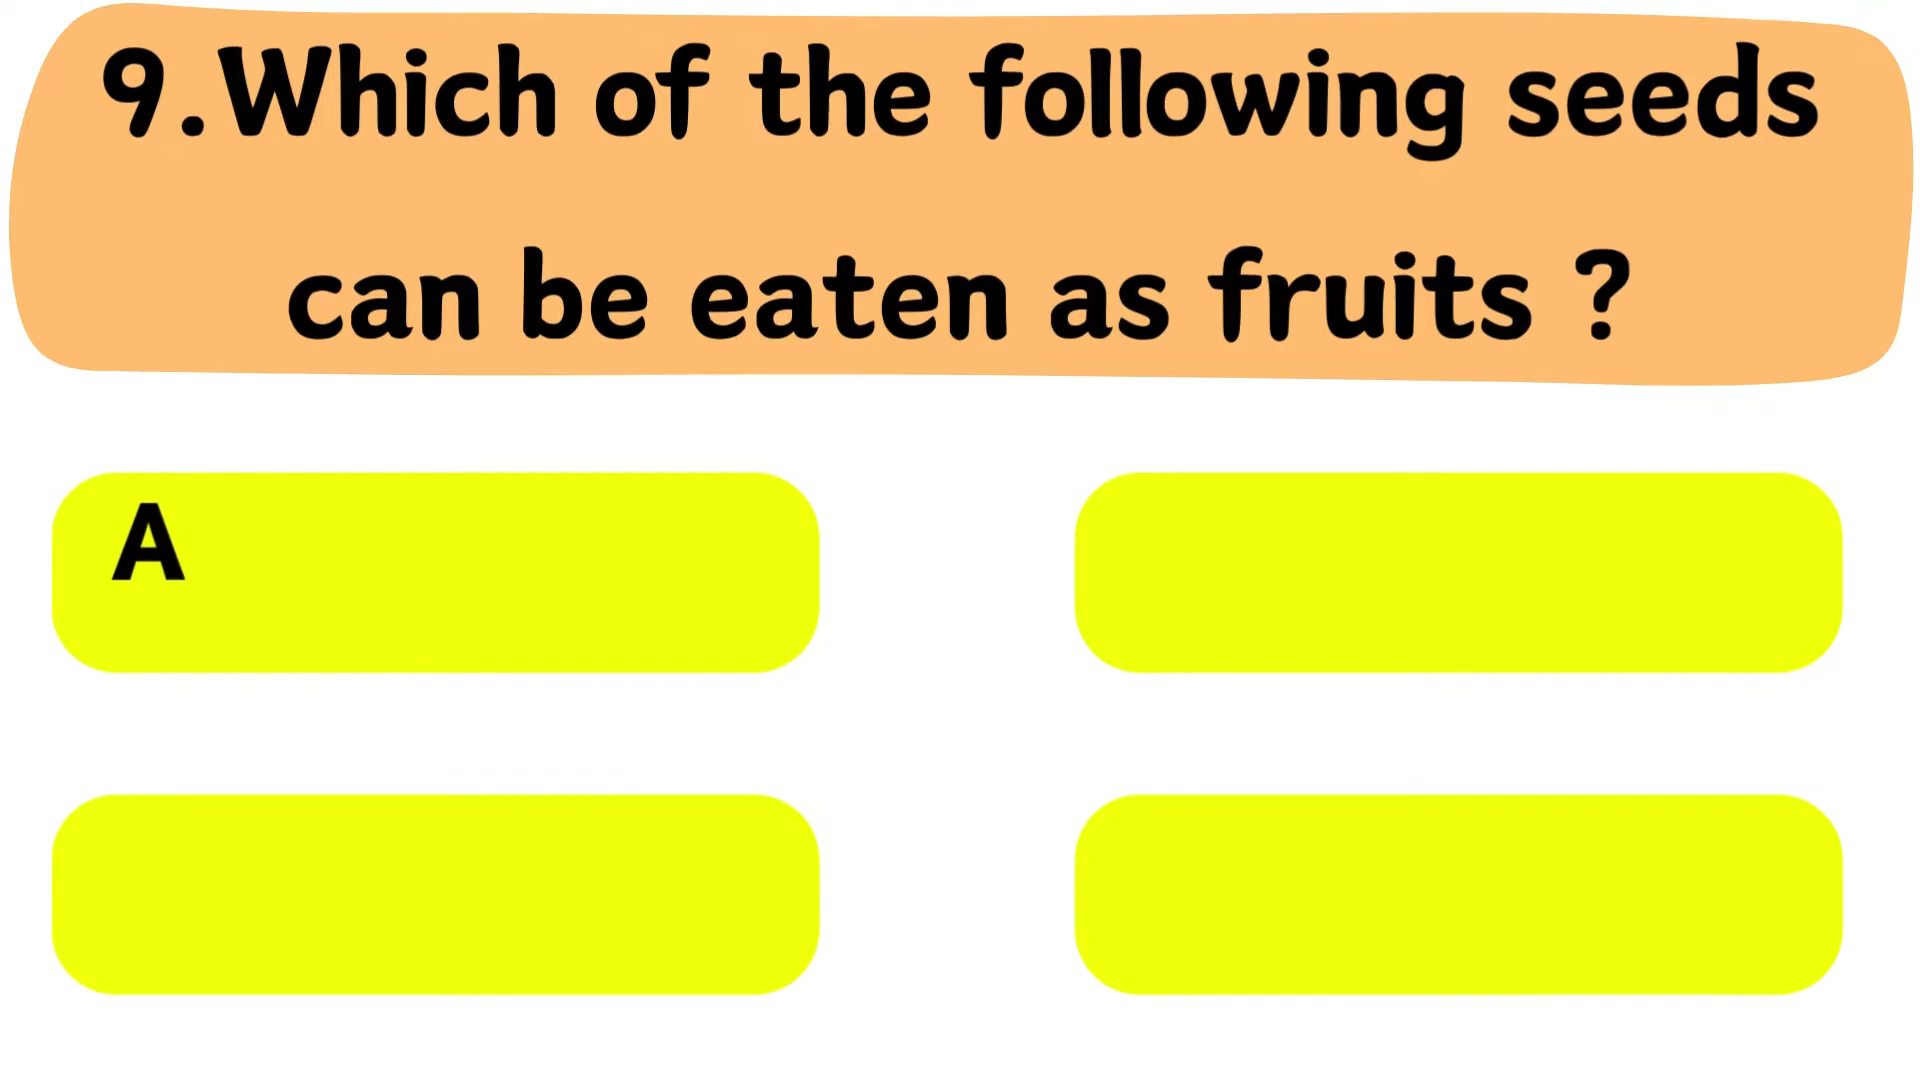 9.Which of the following seeds
can be eaten as fruits ?
A